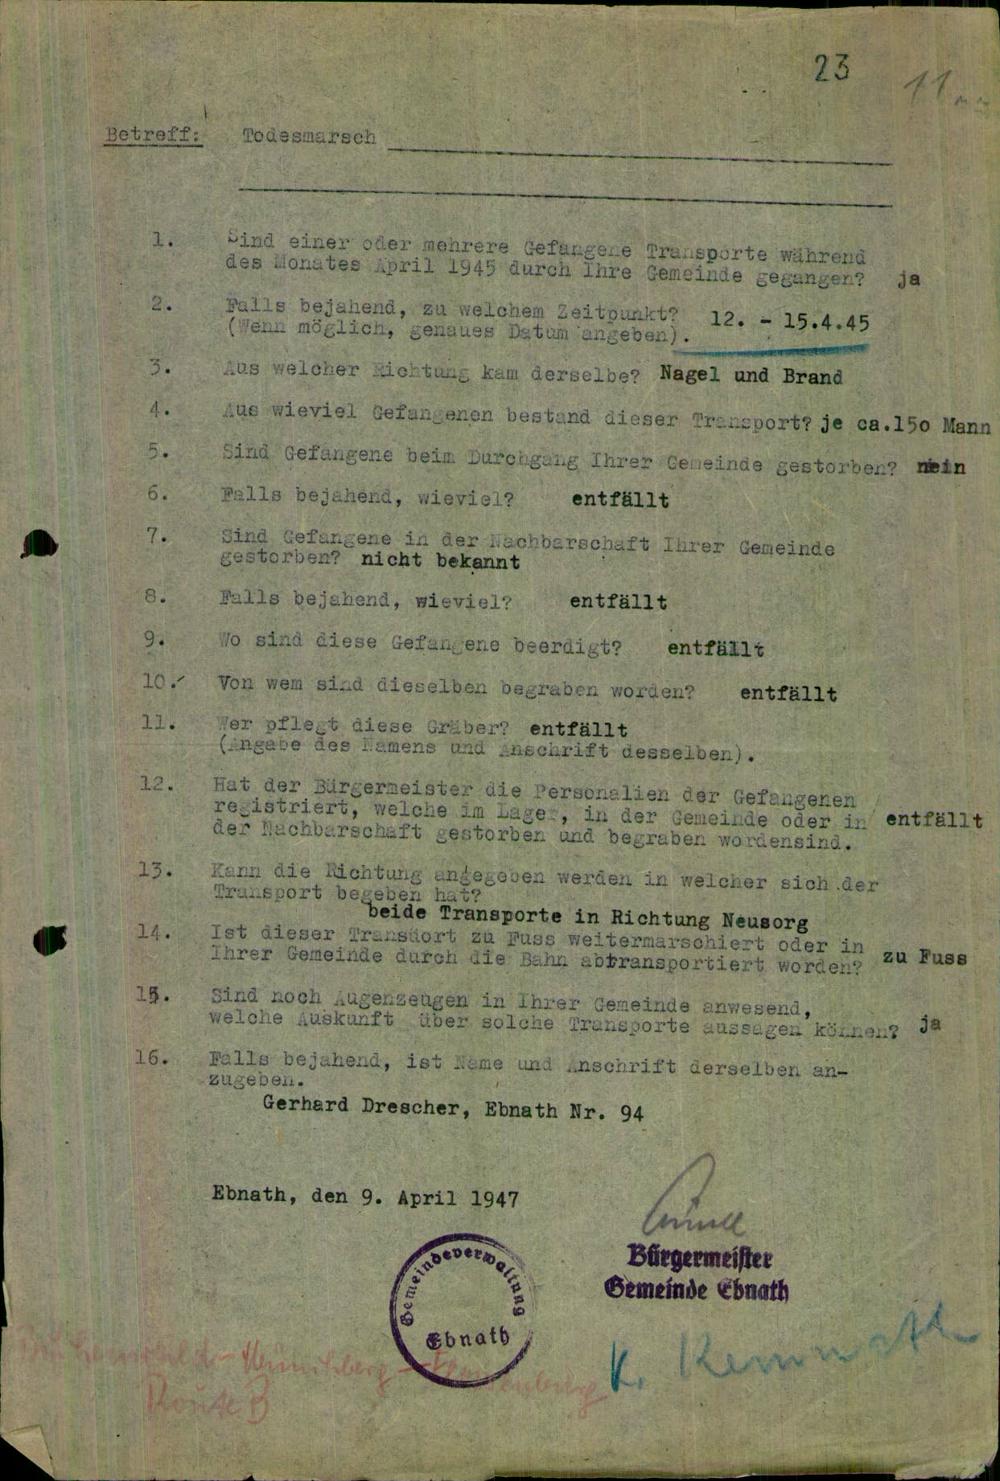 23
11
Betreff: Todesmarsch
1. Sind einer oder mehrere Gefangene Transporte während
des Monates April 1945 durch Ihre Gemeinde gegangen? ja
2. Falls bejahend, zu welchem Zeitpunkt?
(Wenn möglich, genaues Datum angeben). 12. - 15.4.45
3. Aus welcher Richtung kam derselbe? Nagel und Brand
4. Aus wieviel Gefangenen bestand dieser Transport? je ca.15o Mann
5. Sind Gefangene beim Durchgang Ihrer Gemeinde gestorben? nein
6. Falls bejahend, wieviel? entfällt
7. Sind Gefangene in der Nachbarschaft Ihrer Gemeinde
gestorben? nicht bekannt
8. Falls bejahend, wieviel? entfällt
9. Wo sind diese Gefangene beerdigt? entfällt
10. Von wem sind dieselben begraben worden? entfällt
11. Wer pflegt diese Gräber? entfällt
(Angabe des Namens und Anschrift desselben).
12. Hat der Bürgermeister die Personalien der Gefangenen
registriert, welche im Lager, in der Gemeinde oder in entfällt
der Nachbarschaft gestorben und begraben wordensind.
13. Kann die Richtung angegeben werden in welcher sich der
Transport begeben hat?
beide Transporte in Richtung Neusorg
14. Ist dieser Transdort zu Fuss weitermarschiert oder in
Ihrer Gemeinde durch die Bahn abtransportiert worden? zu Fuss
15. Sind noch Augenzeugen in Ihrer Gemeinde anwesend,
welche Auskunft über solche Transporte aussagen können? ja
16. Falls bejahend, ist Name und Anschrift derselben an-
zugeben.
Gerhard Drescher, Ebnath Nr. 94
Ebnath, den 9. April 1947
Bürgermeister
Gemeinde Ebnath
Gemeindeverwaltung
Ebnath
K. Kemnath
Buchenwald - Münchberg -
Route B